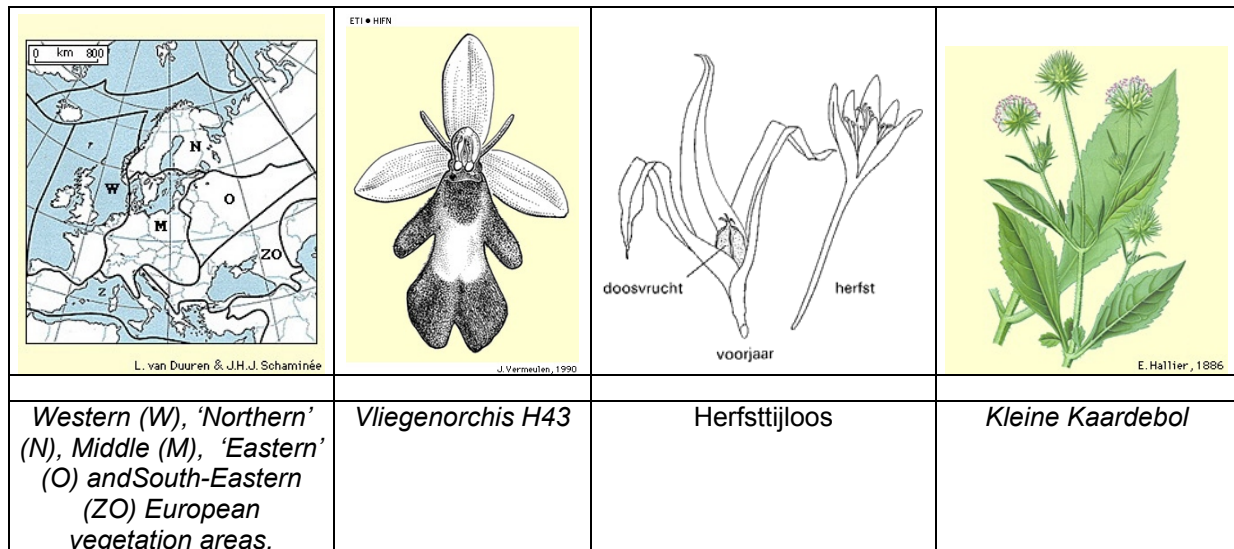 0 km 800
N
W
O
M
ZO
Z
L. van Duuren & J.H.J. Schaminée
ETI ● HIFN
J. Vermeulen, 1990
doosvrucht
herfst
voorjaar
E. Hallier, 1886
Western (W), ‘Northern’
(N), Middle (M), ‘Eastern’
(O) andSouth-Eastern
(ZO) European
vegetation areas.
Vliegenorchis H43
Herfsttijloos
Kleine Kaardebol